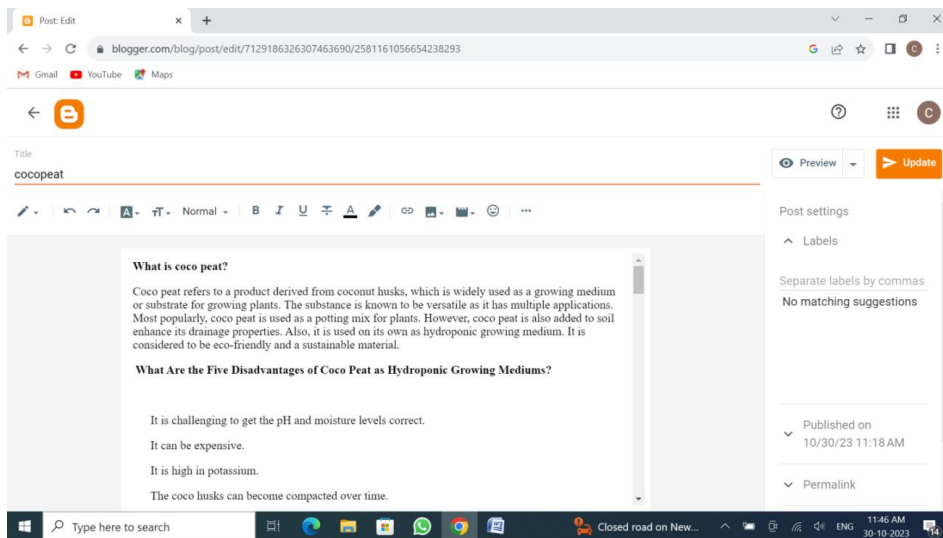 Post: Edit
blogger.com/blog/post/edit/7129186326307463690/2581161056654238293
Gmail YouTube Maps
C
Title
cocopeat
Preview
Update
Normal
B I U A
Post settings
Labels
Separate labels by commas
No matching suggestions
What is coco peat?
Coco peat refers to a product derived from coconut husks, which is widely used as a growing medium
or substrate for growing plants. The substance is known to be versatile as it has multiple applications.
Most popularly, coco peat is used as a potting mix for plants. However, coco peat is also added to soil
enhance its drainage properties. Also, it is used on its own as hydroponic growing medium. It is
considered to be eco-friendly and a sustainable material.
What Are the Five Disadvantages of Coco Peat as Hydroponic Growing Mediums?
It is challenging to get the pH and moisture levels correct.
It can be expensive.
It is high in potassium.
The coco husks can become compacted over time.
Published on
10/30/23 11:18 AM
Permalink
Type here to search
Closed road on New...
ENG
11:46 AM
30-10-2023
14